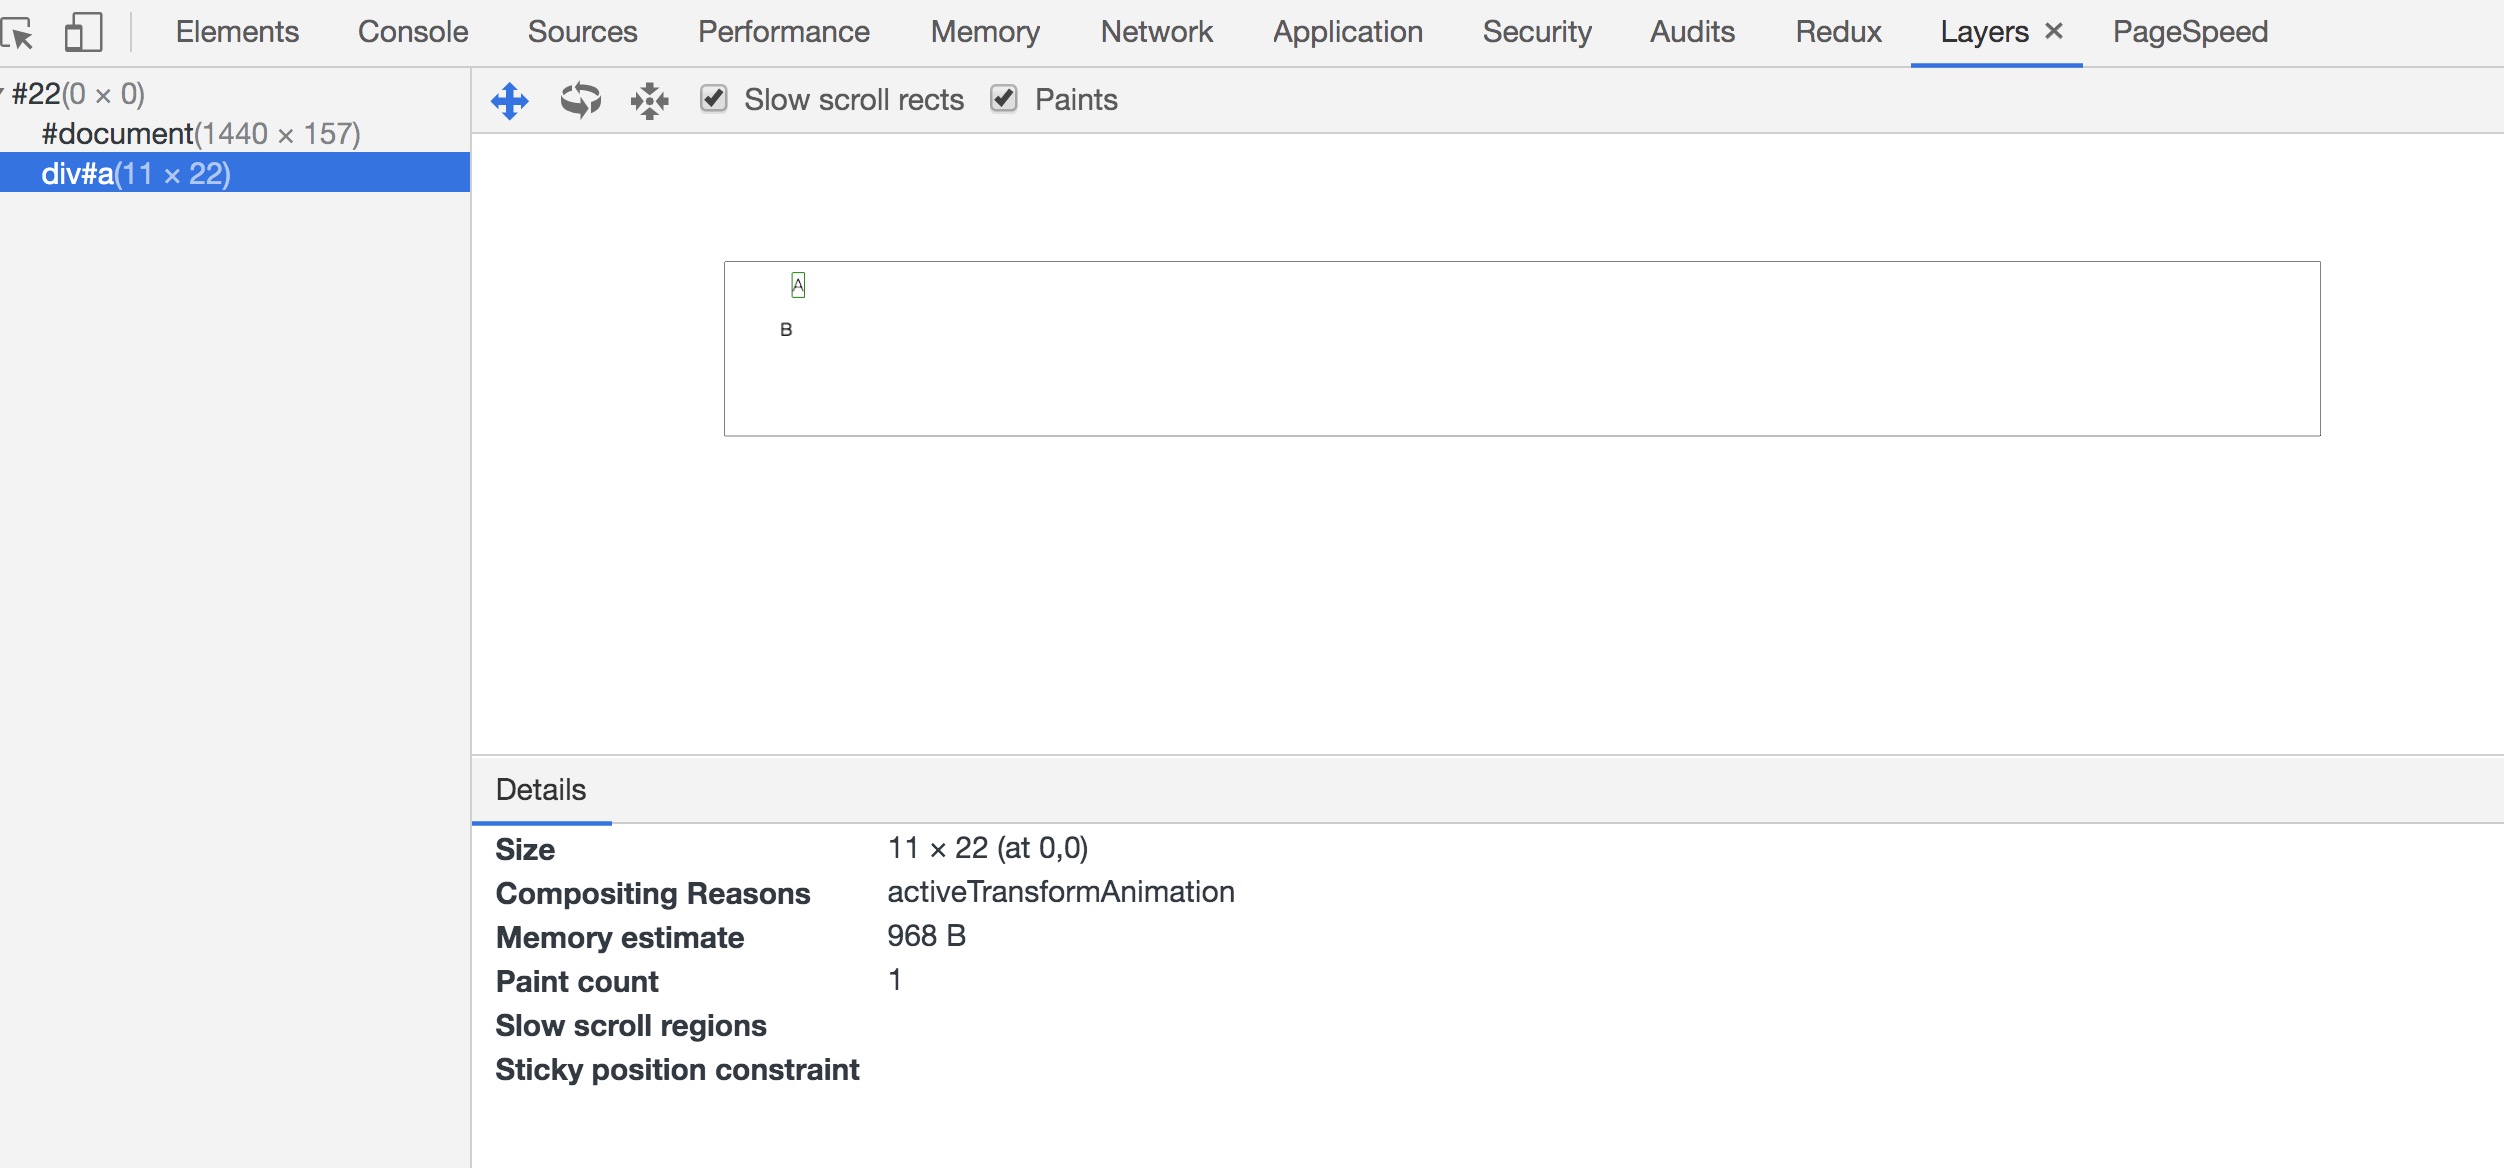 Elements Console Sources Performance Memory Network Application Security Audits Redux Layers × PageSpeed
#22(0 × 0)
#document(1440 × 157)
div#a(11 × 22)
Slow scroll rects Paints
A
B
Details
Size 11 × 22 (at 0,0)
Compositing Reasons activeTransformAnimation
Memory estimate 968 B
Paint count 1
Slow scroll regions
Sticky position constraint